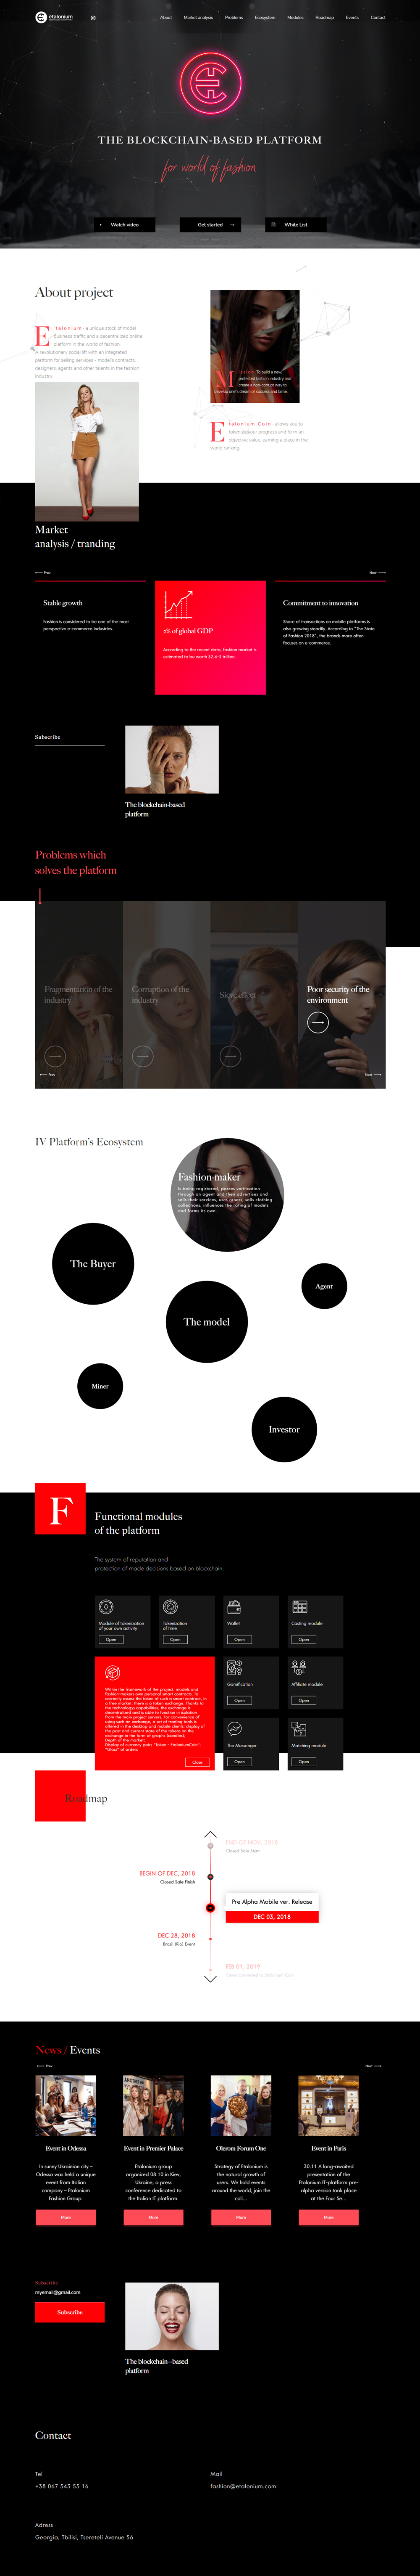 étalonium
About
Market analysis
Problems
Ecosystem
Modules
Roadmap
Events
Contact
THE BLOCKCHAIN-BASED PLATFORM
for world of fashion
Watch video
Get started
White List
About project
E'talonium - a unique stack of model
business traffic and a decentralized online
platform in the world of fashion.
A revolutionary social lift with an integrated
platform for selling services – model's contracts,
designers, agents and other talents in the fashion
industry.
To build a new,
protected fashion industry and
create a non-corrupt way to
people's dream of success and fame.
Etalonium Coin - allows you to
tokenize your progress and form an
objective value, earning a place in the
world ranking.
Market
analysis / tranding
Prev
Next
Stable growth
Fashion is considered to be one of the most
perspective e-commerce industries.
2% of global GDP
According to the recent data, fashion market is
estimated to be worth $2.4-3 trillion.
Commitment to innovation
Share of transactions on mobile platforms is
also growing steadily. According to "The State
of Fashion 2018", the brands more often
focuses on e-commerce.
Subscribe
The blockchain-based
platform
Problems which
solves the platform
Fragmentation of the
industry
Corruption of the
industry
Poor security of the
environment
Prev
Next
IV Platform's Ecosystem
Fashion-maker
Is being registered, passes verification
through an agent and then advertises and
sells their services, uses offers, sells clothing
collections, influences the rating of models
and forms its own.
The Buyer
Agent
The model
Miner
Investor
F
Functional modules
of the platform
The system of reputation and
protection of made decisions based on blockchain.
Module of tokenization
of your own activity
Open
Tokenization
of time
Open
Wallet
Open
Casting module
Open
Within the framework of the project, models and
fashion-makers own personal smart contracts. To
correctly assess the token of such a smart contract, in
a free market, there is a token exchange. Thanks to
the technologies capabilities, the exchange is
decentralized and is able to function in isolation
from the main project servers. For convenience of
using such an exchange, a set of trading tools is
offered in the desktop and mobile clients; display of
the past and current state of the tokens on the
exchange in the form of graphs (candles);
Depth of the market;
Display of currency pairs "Token - EtaloniumCoin";
"Glass" of orders
Close
Gamification
Open
Affiliate module
Open
The Messenger
Open
Matching module
Open
Roadmap
END OF NOV, 2018
Closed Sale Start
BEGIN OF DEC, 2018
Closed Sale Finish
Pre Alpha Mobile ver. Release
DEC 03, 2018
DEC 28, 2018
Brazil (Rio) Event
FEB 01, 2019
Token converted to Etalonium Coin
News / Events
Prev
Next
Event in Odessa
In sunny Ukrainian city –
Odessa was held a unique
event from Italian
company – Etalonium
Fashion Group.
More
Event in Premier Palace
Etalonium group
organised 08.10 in Kiev,
Ukraine, a press
conference dedicated to
the Italian IT platform.
More
Olerom Forum One
Strategy of Etalonium is
the natural growth of
users. We hold events
around the world, join the
call...
More
Event in Paris
30.11 A long-awaited
presentation of the
Etalonium IT-platform pre-
alpha version took place
at the Four Se...
More
Subscribe
myemail@gmail.com
Subscribe
The blockchain-based
platform
Contact
Tel
+38 067 543 55 16
Mail
fashion@etalonium.com
Adress
Georgia, Tbilisi, Tsereteli Avenue 56